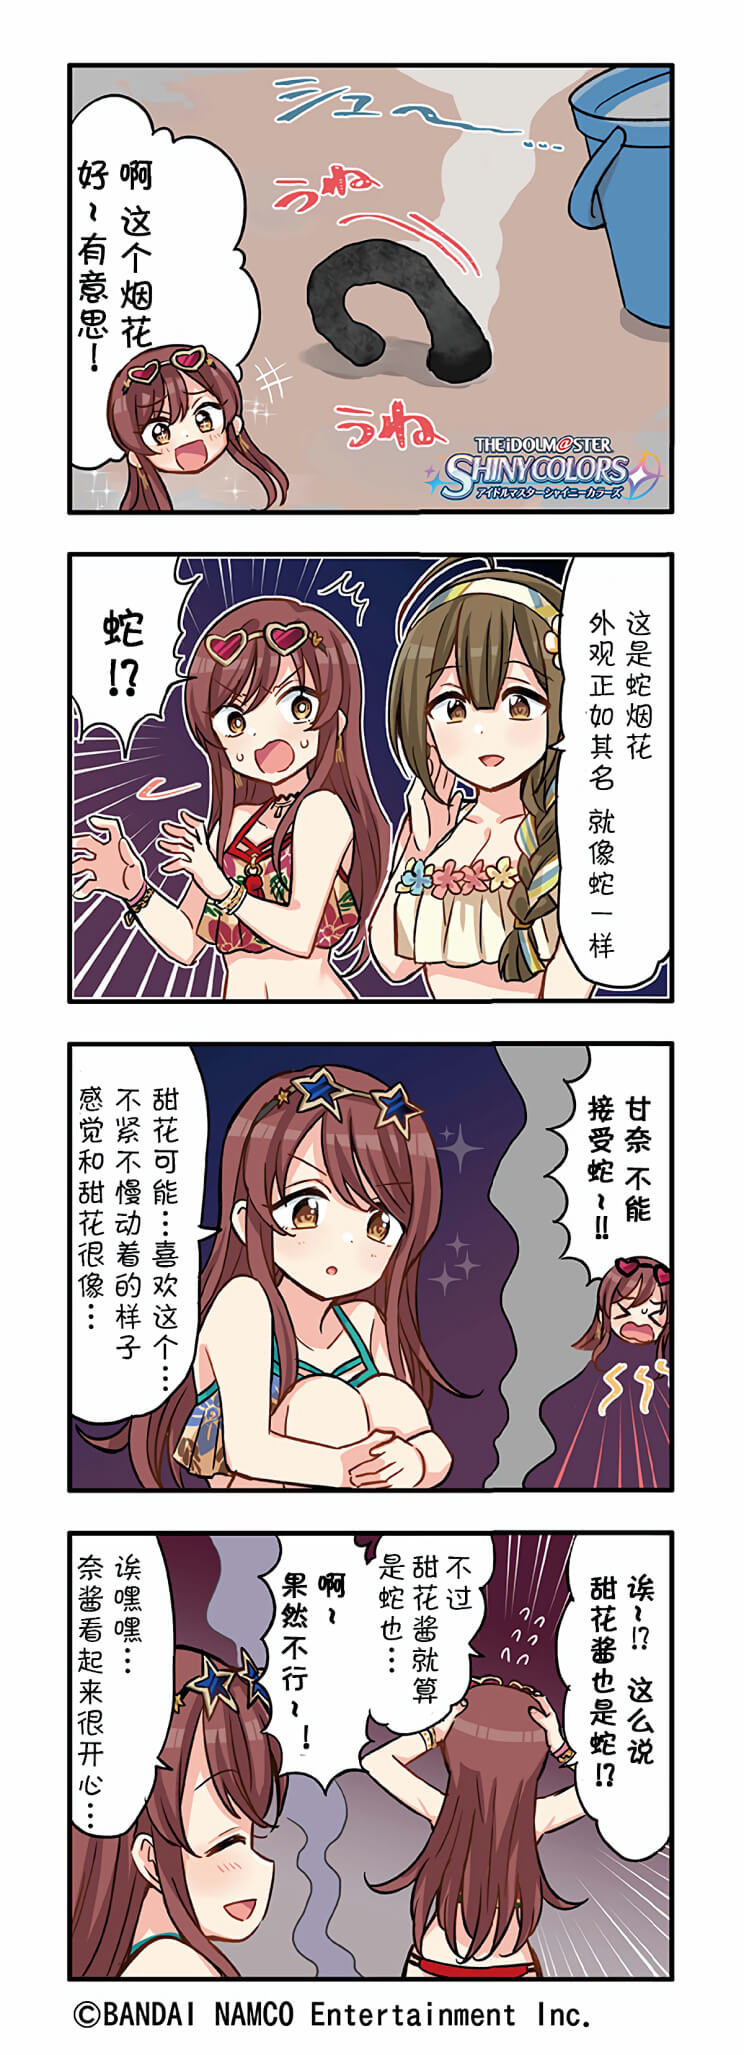 シュ〜…
啊 这个烟花
好～有意思！
うね
うね
THE iDOLM@STER
SHINYCOLORS
アイドルマスターシャイニーカラーズ
这是蛇烟花
外观正如其名 就像蛇一样
蛇!?
甘奈 不能
接受蛇～!!
甜花可能…喜欢这个…
不紧不慢动着的样子
感觉和甜花很像…
诶～!? 这么说
甜花酱也是蛇!?
不过
甜花酱就算
是蛇也…
啊～
果然不行～！
诶嘿嘿…
奈酱看起来很开心…
©BANDAI NAMCO Entertainment Inc.